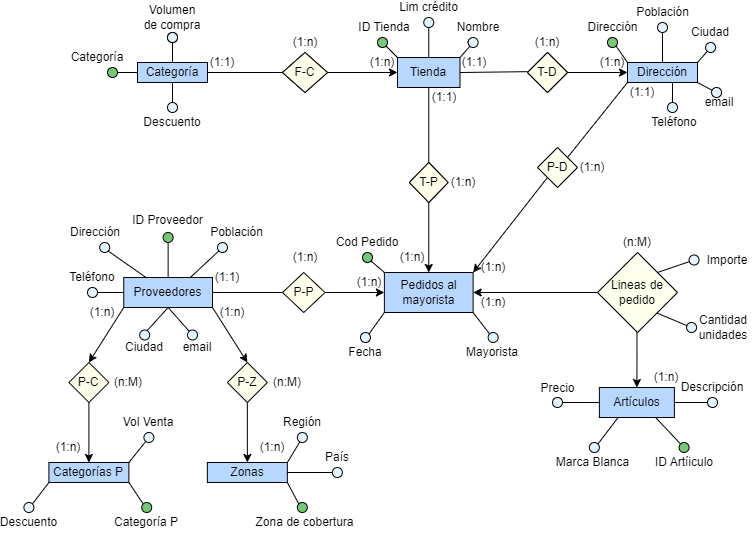 Volumen
de compra
Categoría
Categoría
Descuento
(1:1)
(1:n)
F-C
(1:n)
Lim crédito
ID Tienda
Nombre
Tienda
(1:1)
(1:1)
(1:n)
T-D
(1:n)
Población
Dirección
Ciudad
Dirección
email
Teléfono
(1:1)
T-P
(1:n)
P-D
(1:n)
ID Proveedor
Dirección
Población
Teléfono
Proveedores
(1:1)
(1:n)
(1:n)
Ciudad
email
(1:n)
P-P
(1:n)
Cod Pedido
(1:n)
(1:n)
Pedidos al
mayorista
(1:n)
Fecha
Mayorista
(n:M)
Lineas de
pedido
Importe
Cantidad
unidades
P-C
(n:M)
P-Z
(n:M)
(1:n)
Precio
Descripción
Artículos
Marca Blanca
ID Artíiculo
Vol Venta
(1:n)
Categorías P
Descuento
Categoría P
Región
(1:n)
País
Zonas
Zona de cobertura